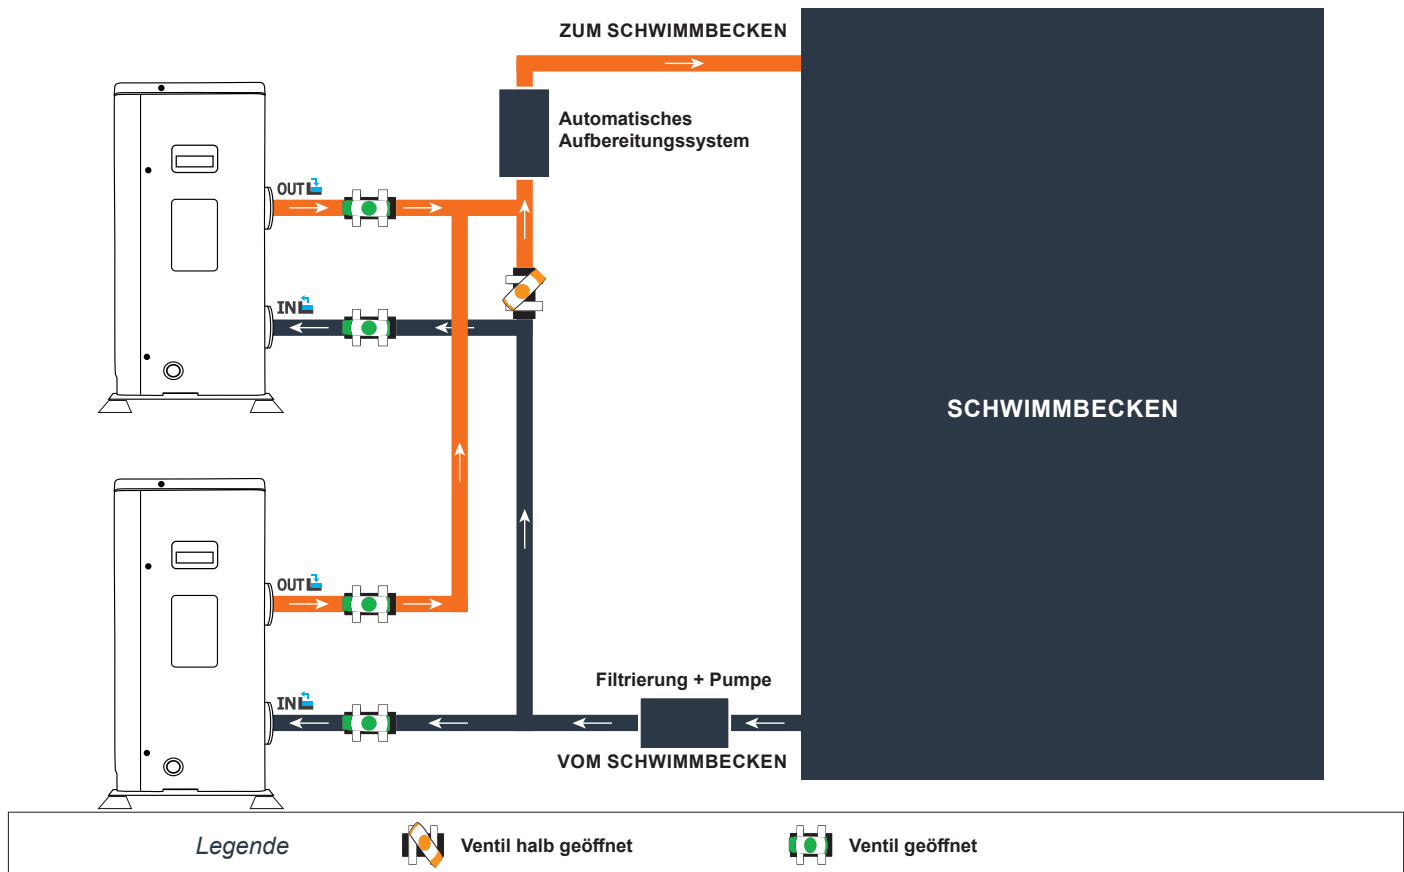 ZUM SCHWIMMBECKEN
Automatisches
Aufbereitungssystem
OUT
IN
SCHWIMMBECKEN
OUT
IN
Filtrierung + Pumpe
VOM SCHWIMMBECKEN
Legende
Ventil halb geöffnet
Ventil geöffnet